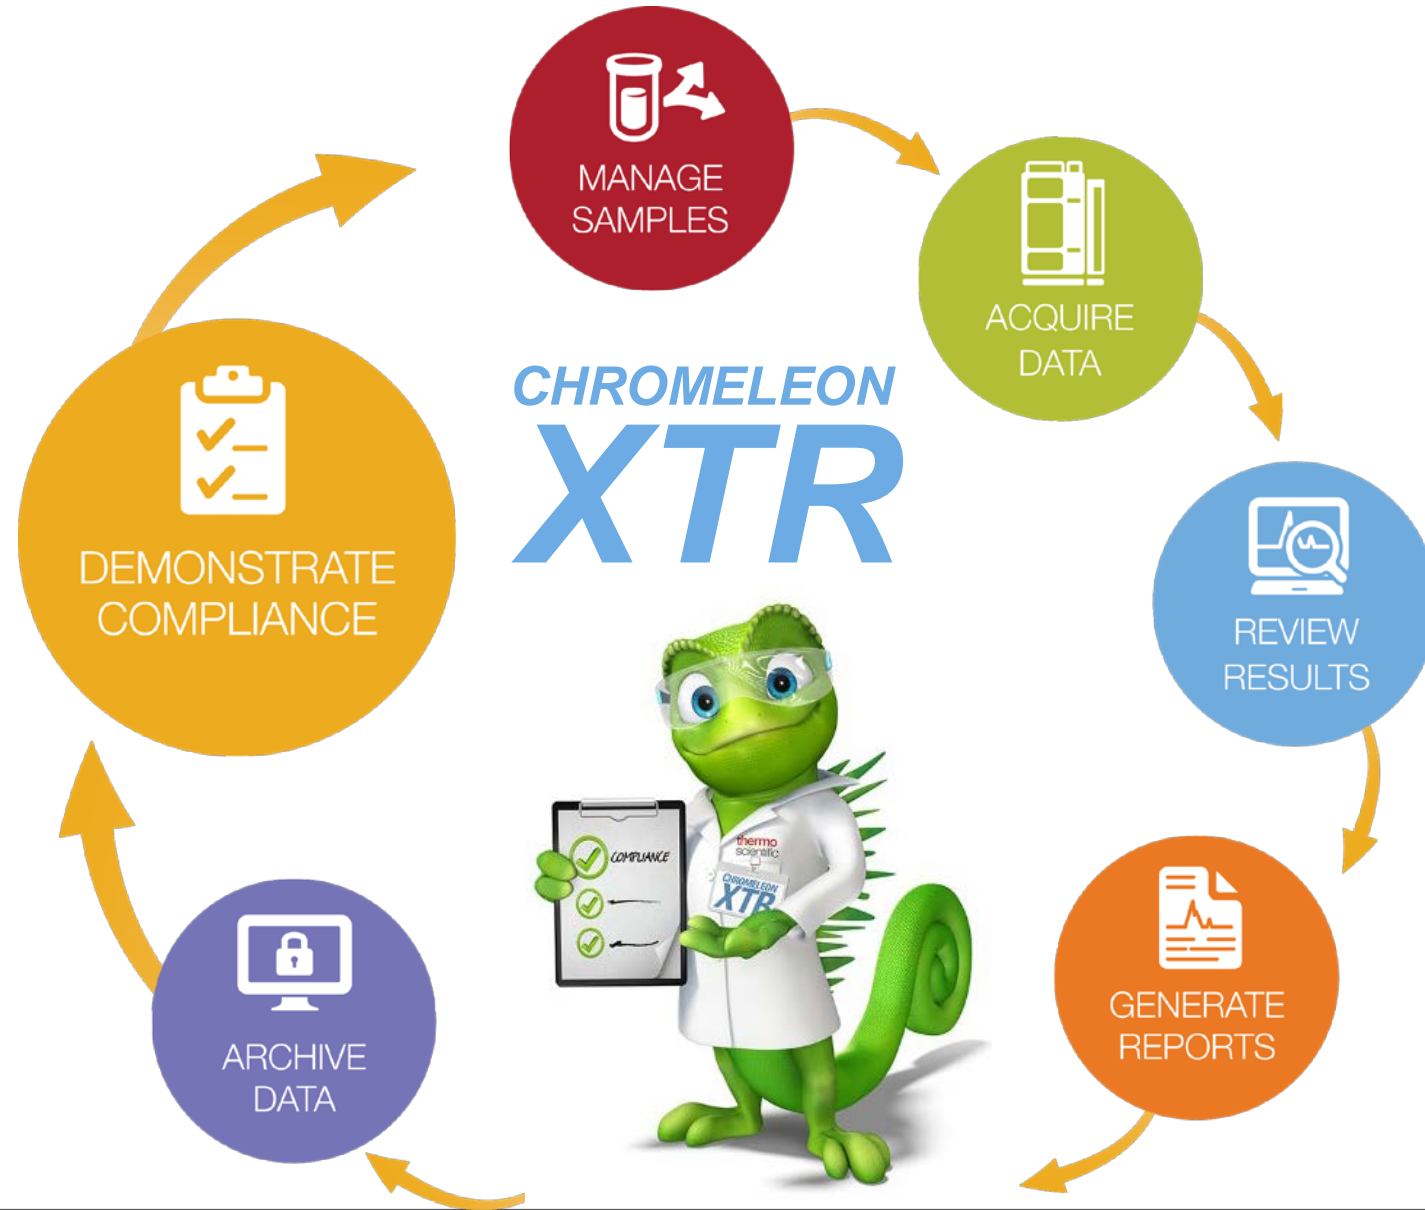 MANAGE
SAMPLES
ACQUIRE
DATA
REVIEW
RESULTS
GENERATE
REPORTS
ARCHIVE
DATA
DEMONSTRATE
COMPLIANCE
CHROMELEON
XTR
COMPLIANCE
thermo
scientific
CHROMELEON
XTR